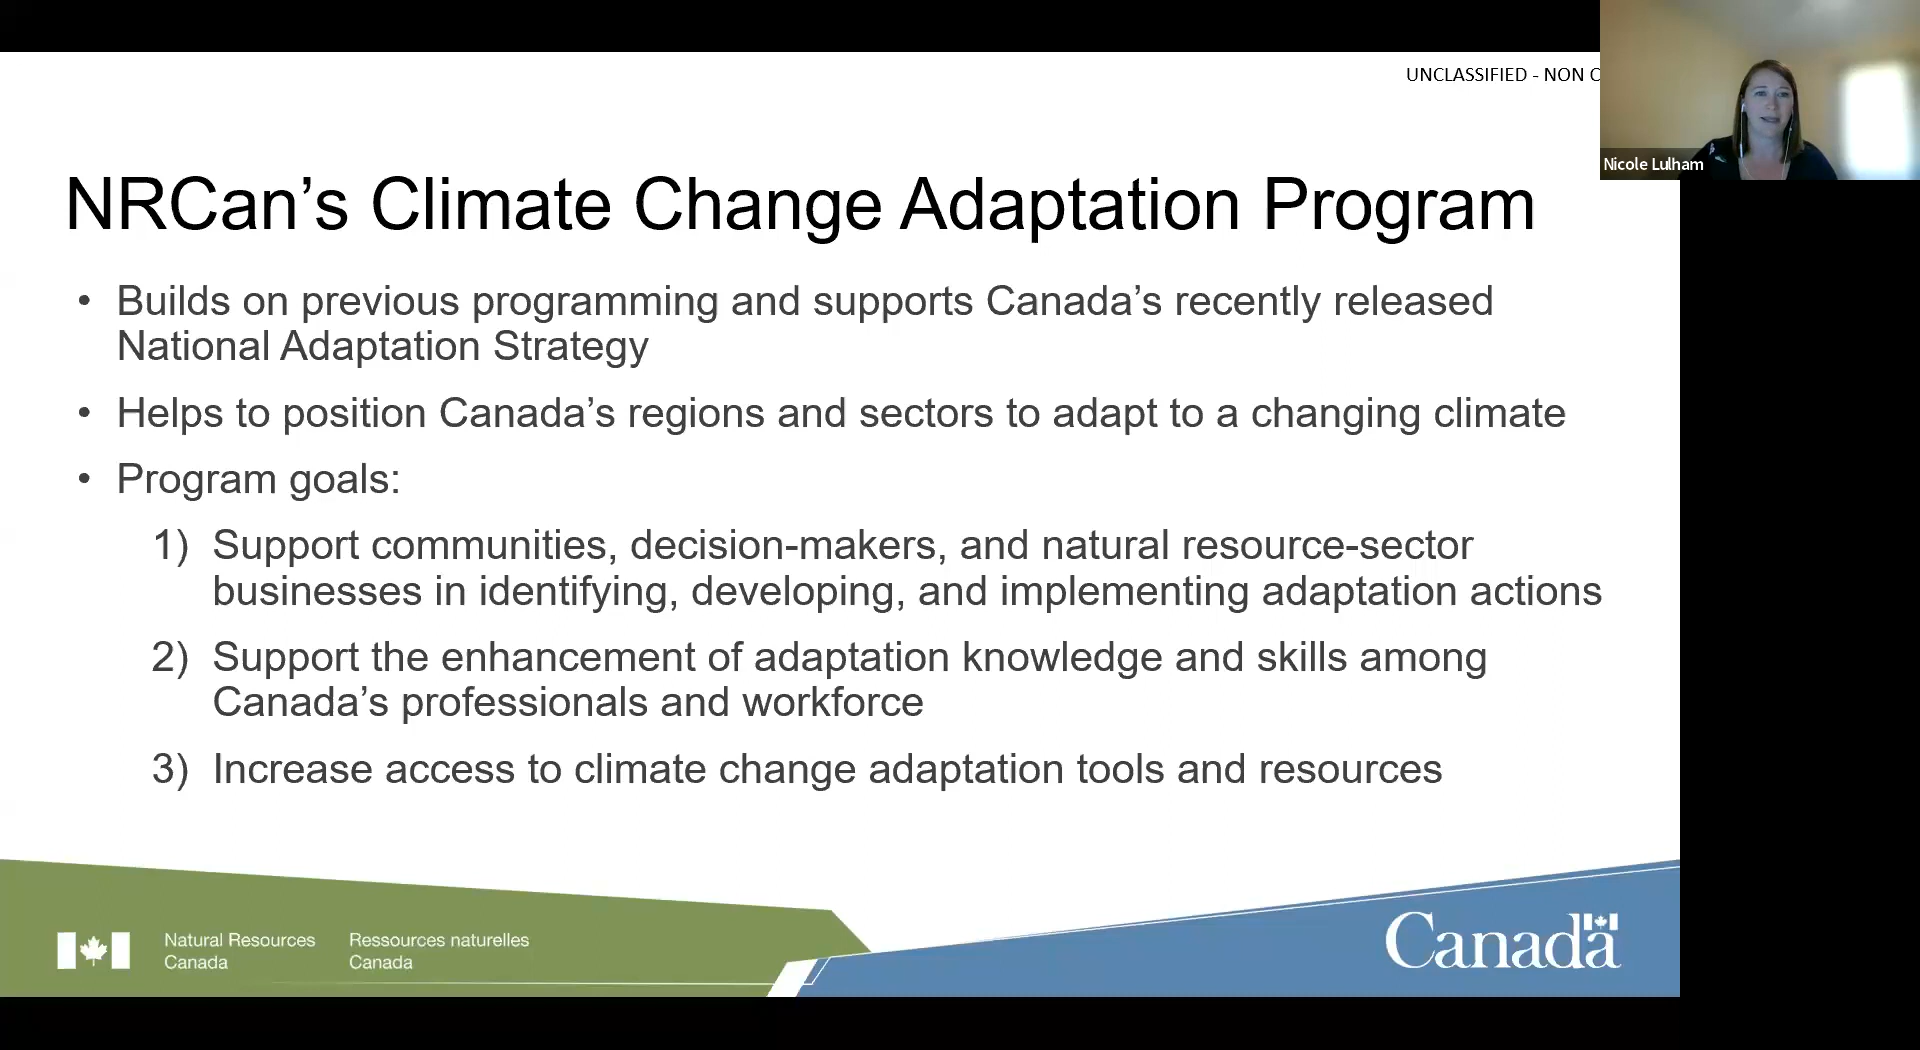 UNCLASSIFIED - NON
Nicole Lulham
NRCan’s Climate Change Adaptation Program
• Builds on previous programming and supports Canada’s recently released
National Adaptation Strategy
• Helps to position Canada’s regions and sectors to adapt to a changing climate
• Program goals:
1) Support communities, decision-makers, and natural resource-sector
businesses in identifying, developing, and implementing adaptation actions
2) Support the enhancement of adaptation knowledge and skills among
Canada’s professionals and workforce
3) Increase access to climate change adaptation tools and resources
Natural Resources Ressources naturelles
Canada Canada
Canada